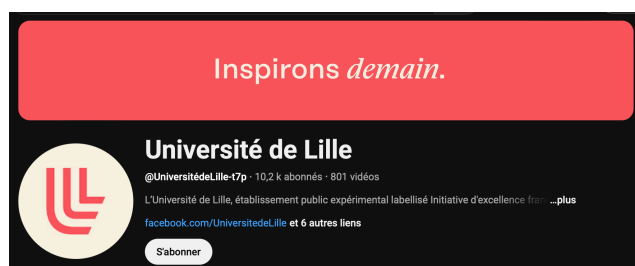 Inspirons demain.
Université de Lille
@UniversitédeLille-t7p · 10,2 k abonnés · 801 vidéos
L'Université de Lille, établissement public expérimental labellisé Initiative d'excellence ...plus
facebook.com/UniversitedeLille et 6 autres liens
S'abonner